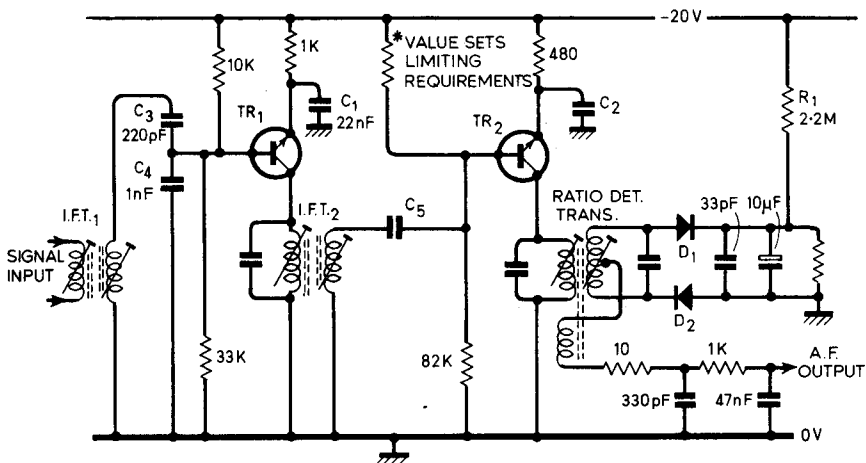 −20V
1K
10K
*VALUE SETS
LIMITING
REQUIREMENTS
480
C1
22nF
C2
R1
2·2M
TR1
TR2
C3
220pF
C4
1nF
I.F.T.1
I.F.T.2
C5
RATIO DET.
TRANS.
33pF
10µF
D1
D2
SIGNAL
INPUT
33K
82K
10
1K
A.F.
OUTPUT
330pF
47nF
0V